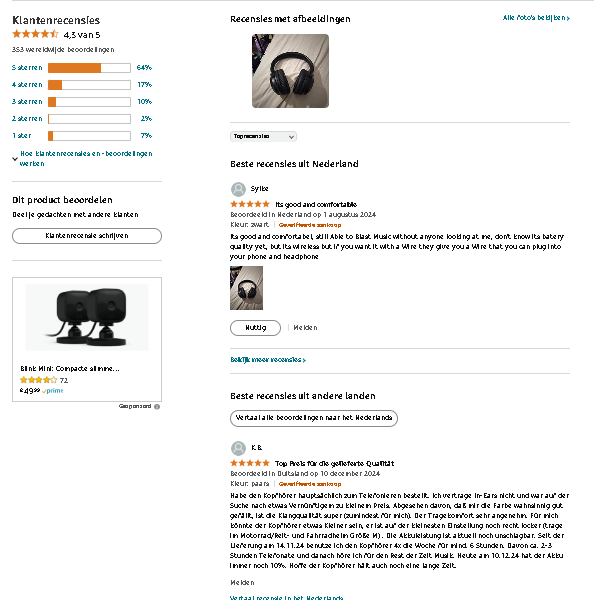 Klantenrecensies
4,3 van 5
353 wereldwijde beoordelingen
5 sterren 64%
4 sterren 17%
3 sterren 10%
2 sterren 2%
1 ster 7%
Hoe klantenrecensies en -beoordelingen
werken
Dit product beoordelen
Deel je gedachten met andere klanten
Klantenrecensie schrijven
Blink Mini: Compacte slimme...
72
€49,99 prime
Gesponsord
Recensies met afbeeldingen
Alle foto's bekijken
Toprecensies
Beste recensies uit Nederland
Sylke
Its good and comfortable
Beoordeeld in Nederland op 1 augustus 2024
Kleur: zwart | Geverifieerde aankoop
Its good and comfortabel, still Able to Blast Music without anyone looking at me, don't know its batery
quality yet, but its wireless but if you want it with a Wire they give you a Wire that you can plug into
your phone and headphone
Nuttig | Melden
Bekijk meer recensies
Beste recensies uit andere landen
Vertaal alle beoordelingen naar het Nederlands
K.B.
Top Preis für die gelieferte Qualität
Beoordeeld in Duitsland op 10 december 2024
Kleur: paars | Geverifieerde aankoop
Habe den Kopfhörer hauptsächlich zum Telefonieren bestellt. Ich vertrage In-Ears nicht und war auf der
Suche nach etwas Vernünftigem zu kleinem Preis. Abgesehen davon, daß mir die Farbe wahnsinnig gut
gefällt, ist die Klangqualität super (zumindest für mich). Der Tragekomfort sehr angenehm. Für mich
könnte der Kopfhörer etwas kleiner sein, er ist auf der kleinesten Einstellung noch recht locker (trage
im Motorrad/Reit- und Fahrradhelm Größe M). Die Akkuleistung ist aktuell noch unschlagbar. Seit der
Lieferung am 14.11.24 benutze ich den Kopfhörer 4x die Woche für mind. 6 Stunden. Davon ca. 2-3
Stunden Telefonate und danach höre ich für den Rest der Zeit Musik. Heute am 10.12.24 hat der Akku
immer noch 10%. Hoffe der Kopfhörer hält auch noch eine lange Zeit.
Melden
Vertaal recensie in het Nederlands